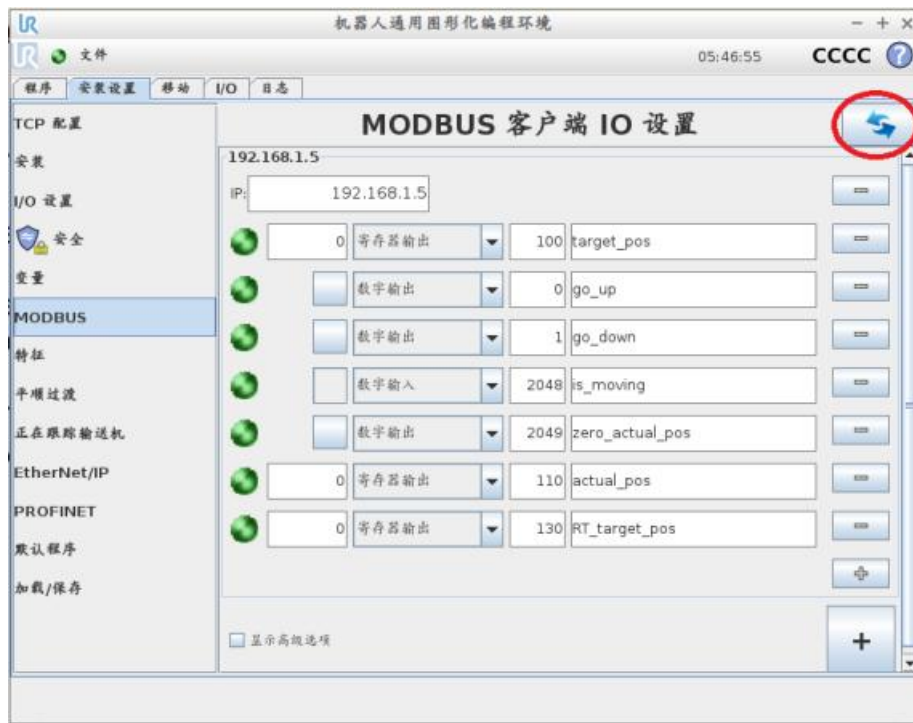 UR 机器人通用图形化编程环境
UR 文件 05:46:55 CCCC ?
程序 安装设置 移动 I/O 日志
TCP 配置
安装
I/O 设置
安全
变量
MODBUS
特征
平顺过渡
正在跟踪输送机
EtherNet/IP
PROFINET
默认程序
加载/保存
MODBUS 客户端 IO 设置
192.168.1.5
IP: 192.168.1.5
0 寄存器输出 100 target_pos
数字输出 0 go_up
数字输出 1 go_down
数字输入 2048 is_moving
数字输出 2049 zero_actual_pos
0 寄存器输出 110 actual_pos
0 寄存器输出 130 RT_target_pos
显示高级选项